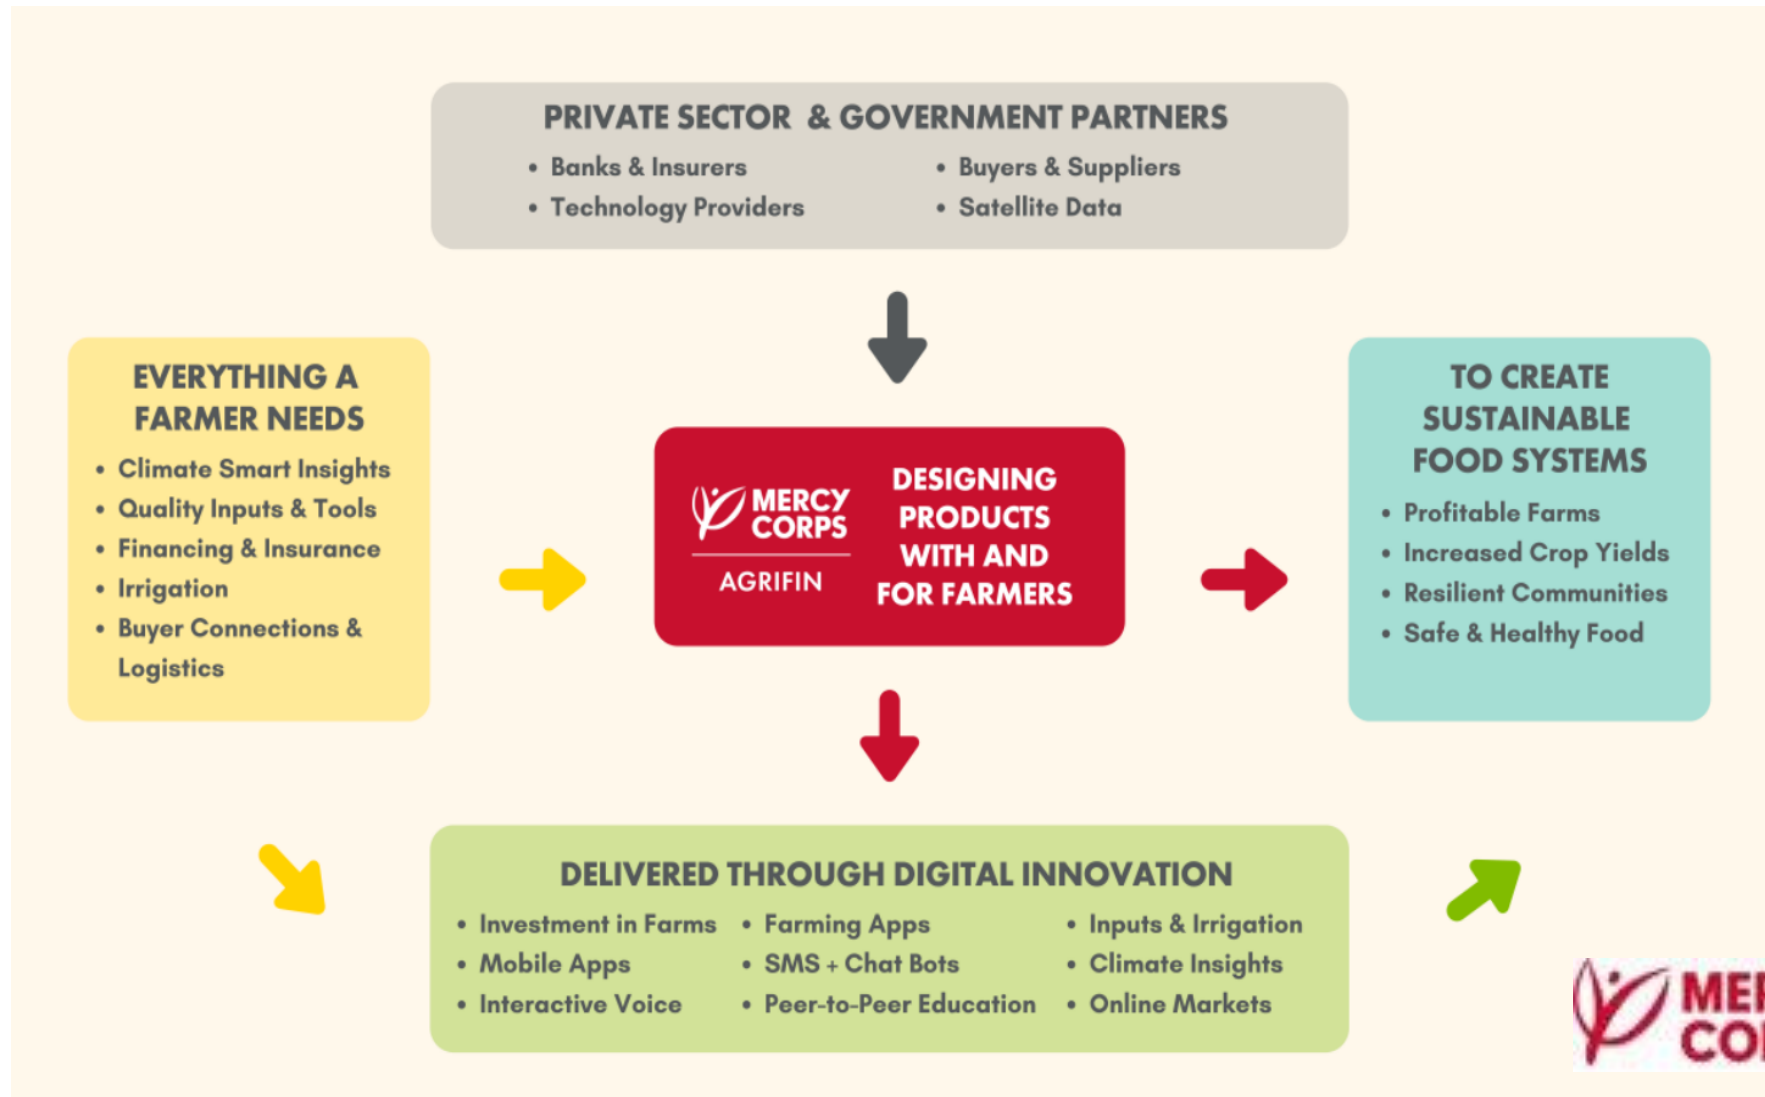 PRIVATE SECTOR & GOVERNMENT PARTNERS
• Banks & Insurers
• Technology Providers
• Buyers & Suppliers
• Satellite Data
EVERYTHING A
FARMER NEEDS
• Climate Smart Insights
• Quality Inputs & Tools
• Financing & Insurance
• Irrigation
• Buyer Connections &
Logistics
MERCY
CORPS
AGRIFIN
DESIGNING
PRODUCTS
WITH AND
FOR FARMERS
TO CREATE
SUSTAINABLE
FOOD SYSTEMS
• Profitable Farms
• Increased Crop Yields
• Resilient Communities
• Safe & Healthy Food
DELIVERED THROUGH DIGITAL INNOVATION
• Investment in Farms
• Mobile Apps
• Interactive Voice
• Farming Apps
• SMS + Chat Bots
• Peer-to-Peer Education
• Inputs & Irrigation
• Climate Insights
• Online Markets